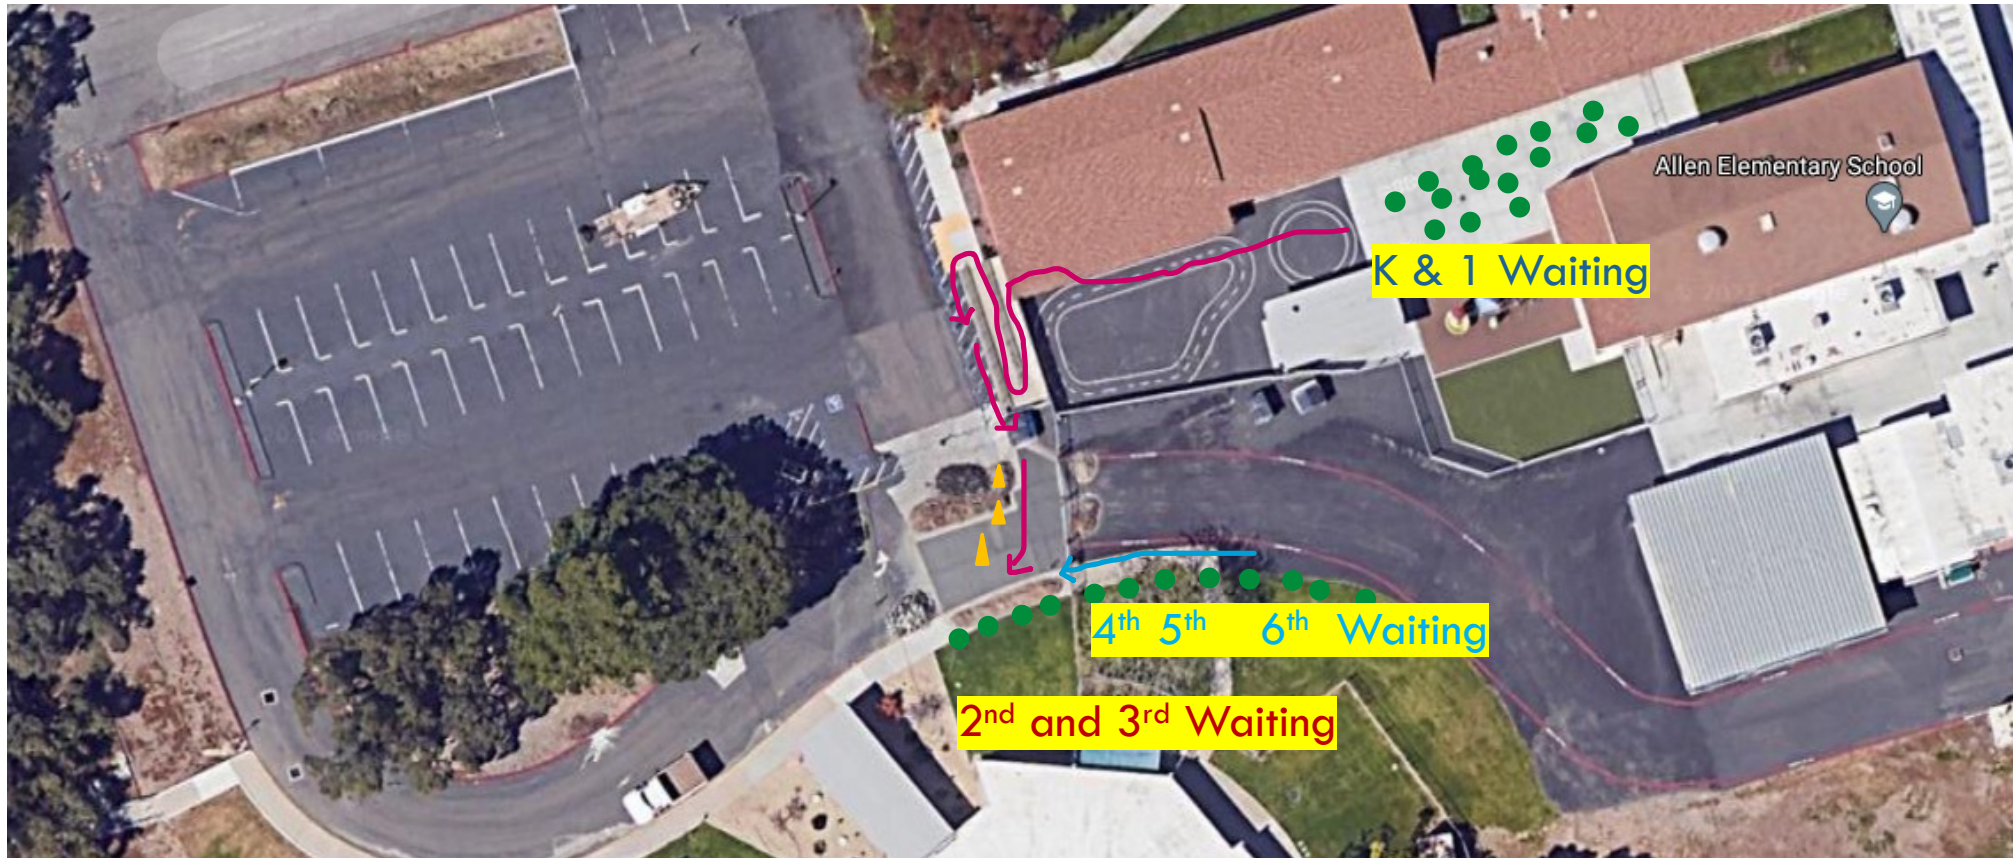 Allen Elementary School
K & 1 Waiting
4th 5th 6th Waiting
2nd and 3rd Waiting